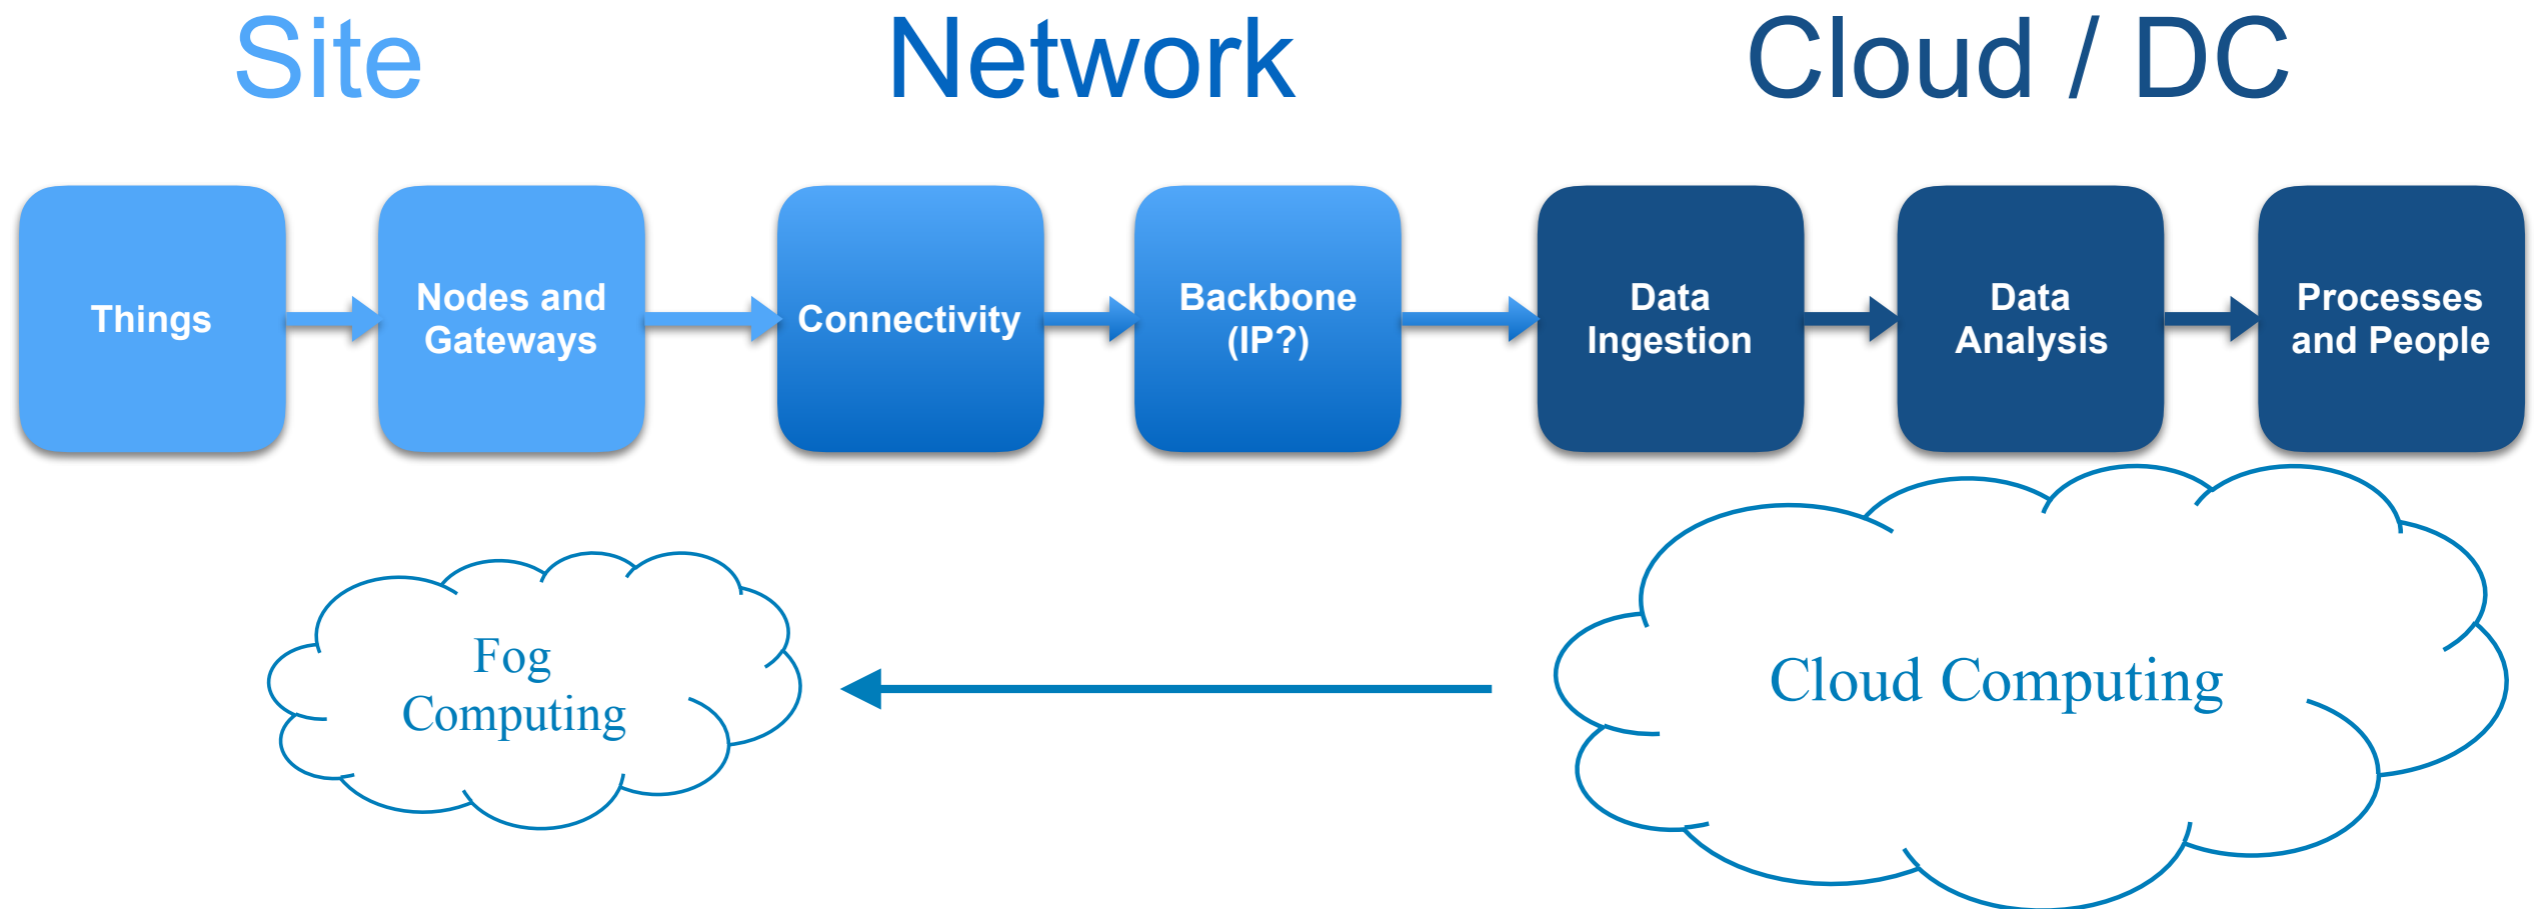 Site
Network
Cloud / DC
Things
Nodes and
Gateways
Connectivity
Backbone
(IP?)
Data
Ingestion
Data
Analysis
Processes
and People
Fog
Computing
Cloud Computing